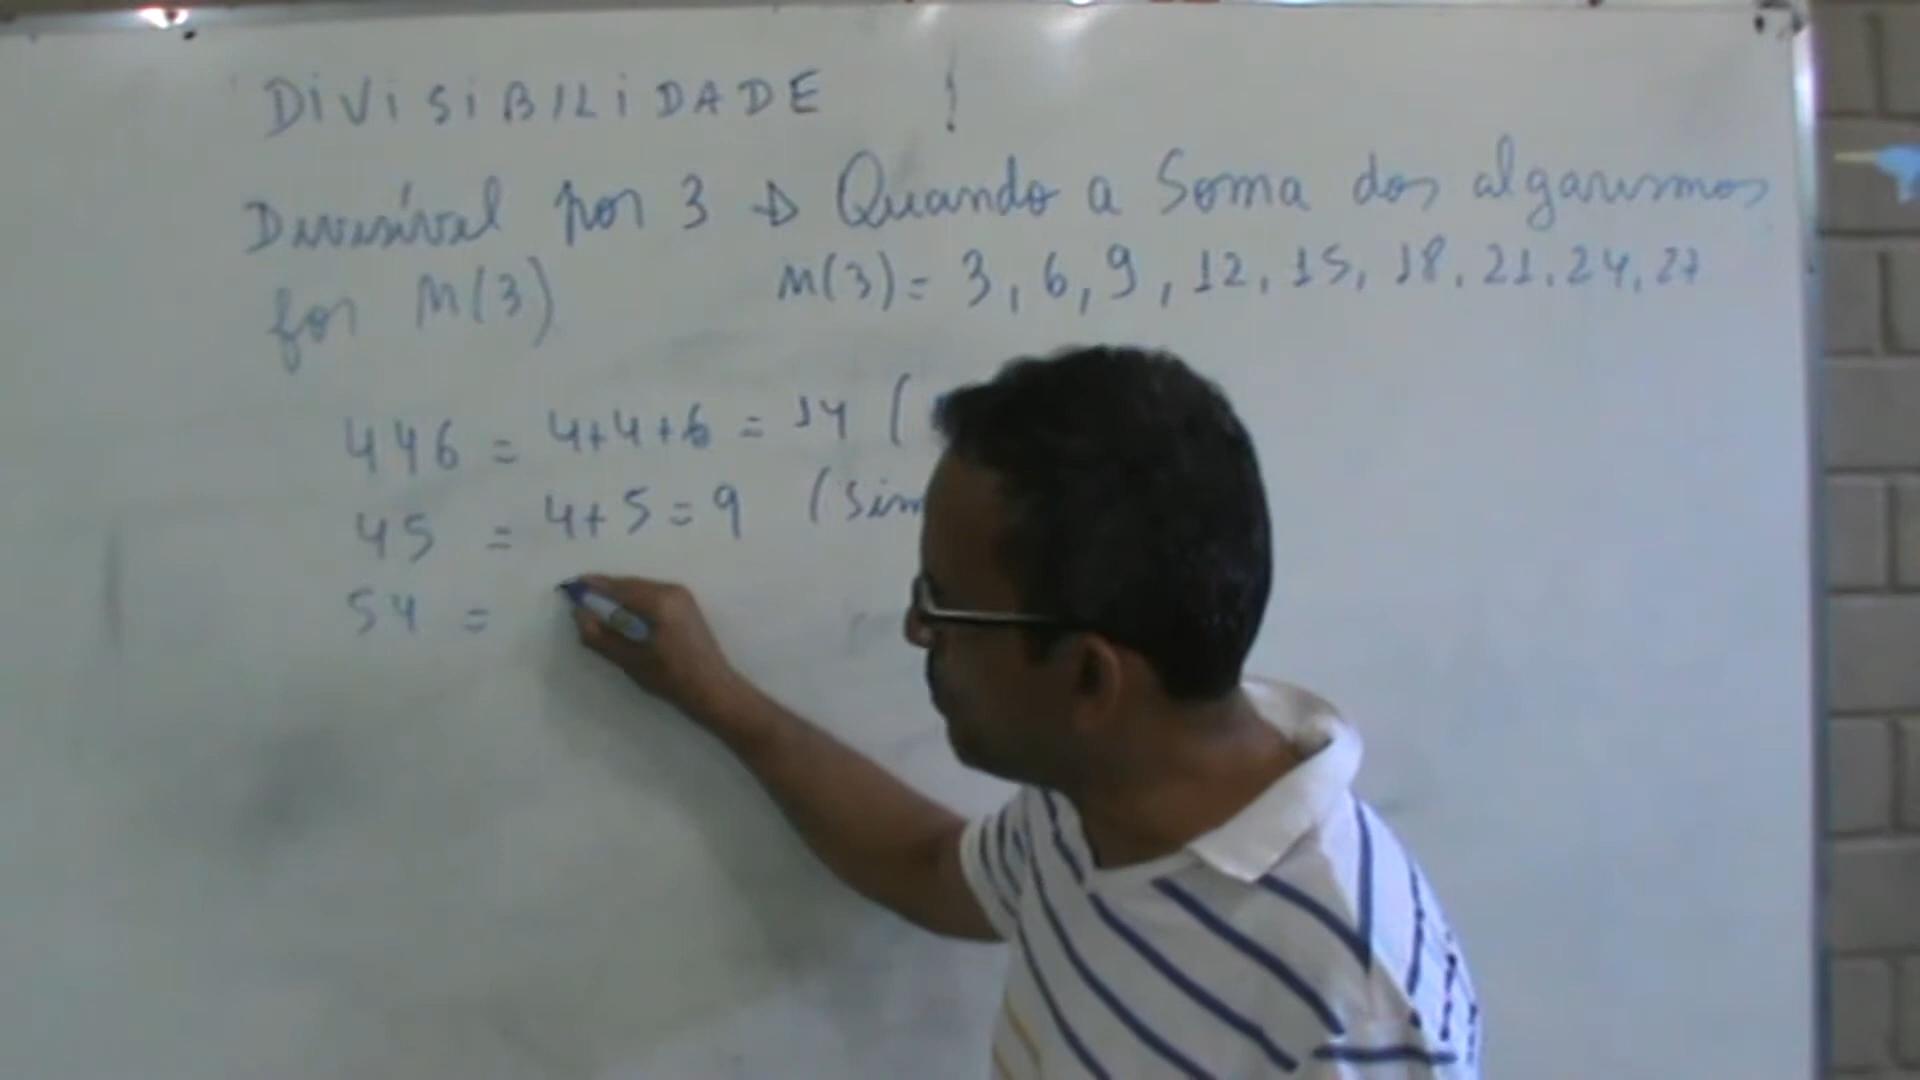 DIVISIBILIDADE !
Divisível por 3 → Quando a Soma dos algarismos
for M(3) M(3) = 3, 6, 9, 12, 15, 18, 21, 24, 27
446 = 4+4+6 = 14 (
45 = 4+5 = 9 (Sim
54 =